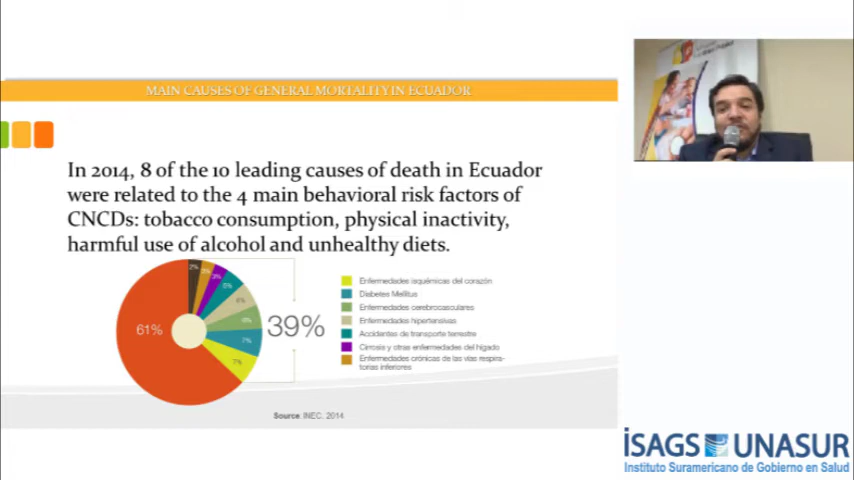 MAIN CAUSES OF GENERAL MORTALITY IN ECUADOR
In 2014, 8 of the 10 leading causes of death in Ecuador
were related to the 4 main behavioral risk factors of
CNCDs: tobacco consumption, physical inactivity,
harmful use of alcohol and unhealthy diets.
61%
39%
7%
7%
Enfermedades isquémicas del corazón
Diabetes Mellitus
Enfermedades cerebrovasculares
Enfermedades hipertensivas
Accidentes de transporte terrestre
Cirrosis y otras enfermedades del hígado
Enfermedades crónicas de las vías respira-
torias inferiores
Source: INEC, 2014
iSAGS UNASUR
Instituto Suramericano de Gobierno en Salud